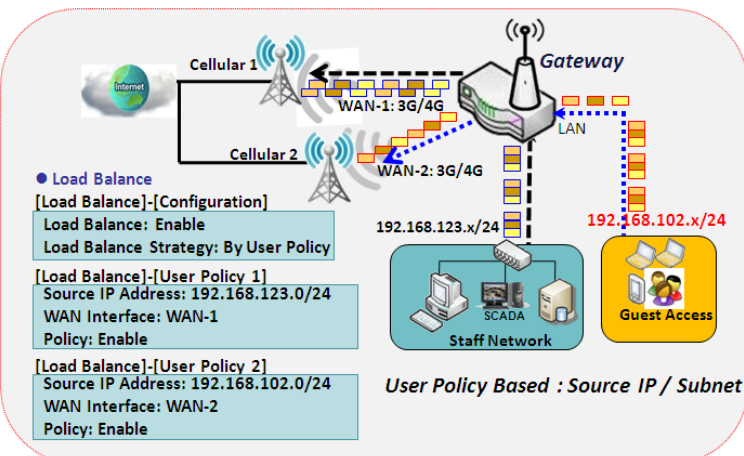 Cellular 1
Gateway
Internet
WAN-1: 3G/4G
LAN
Cellular 2
WAN-2: 3G/4G
Load Balance
[Load Balance]-[Configuration]
Load Balance: Enable
Load Balance Strategy: By User Policy
192.168.123.x/24
192.168.102.x/24
[Load Balance]-[User Policy 1]
Source IP Address: 192.168.123.0/24
WAN Interface: WAN-1
Policy: Enable
SCADA
Staff Network
Guest Access
[Load Balance]-[User Policy 2]
Source IP Address: 192.168.102.0/24
WAN Interface: WAN-2
Policy: Enable
User Policy Based : Source IP / Subnet